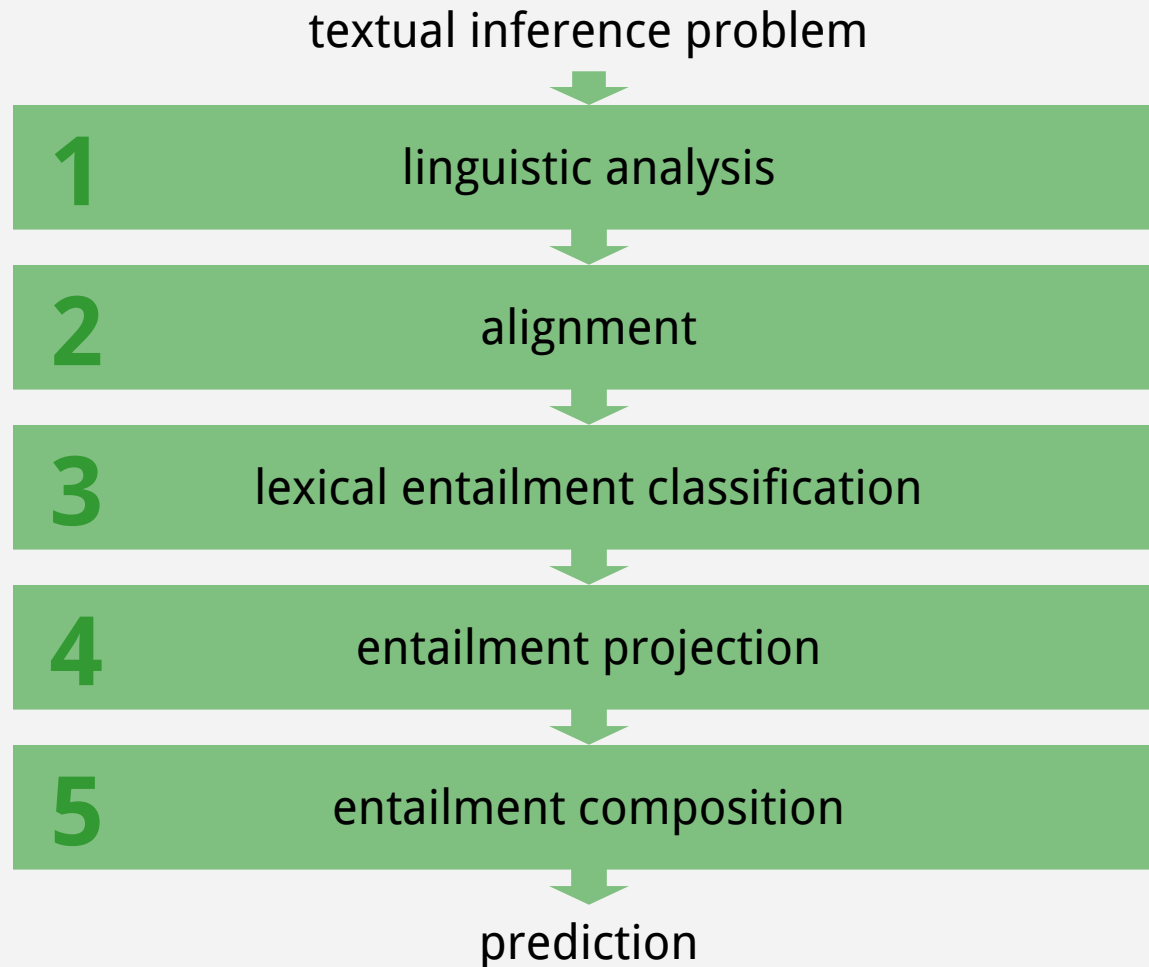 textual inference problem
1 linguistic analysis
2 alignment
3 lexical entailment classification
4 entailment projection
5 entailment composition
prediction